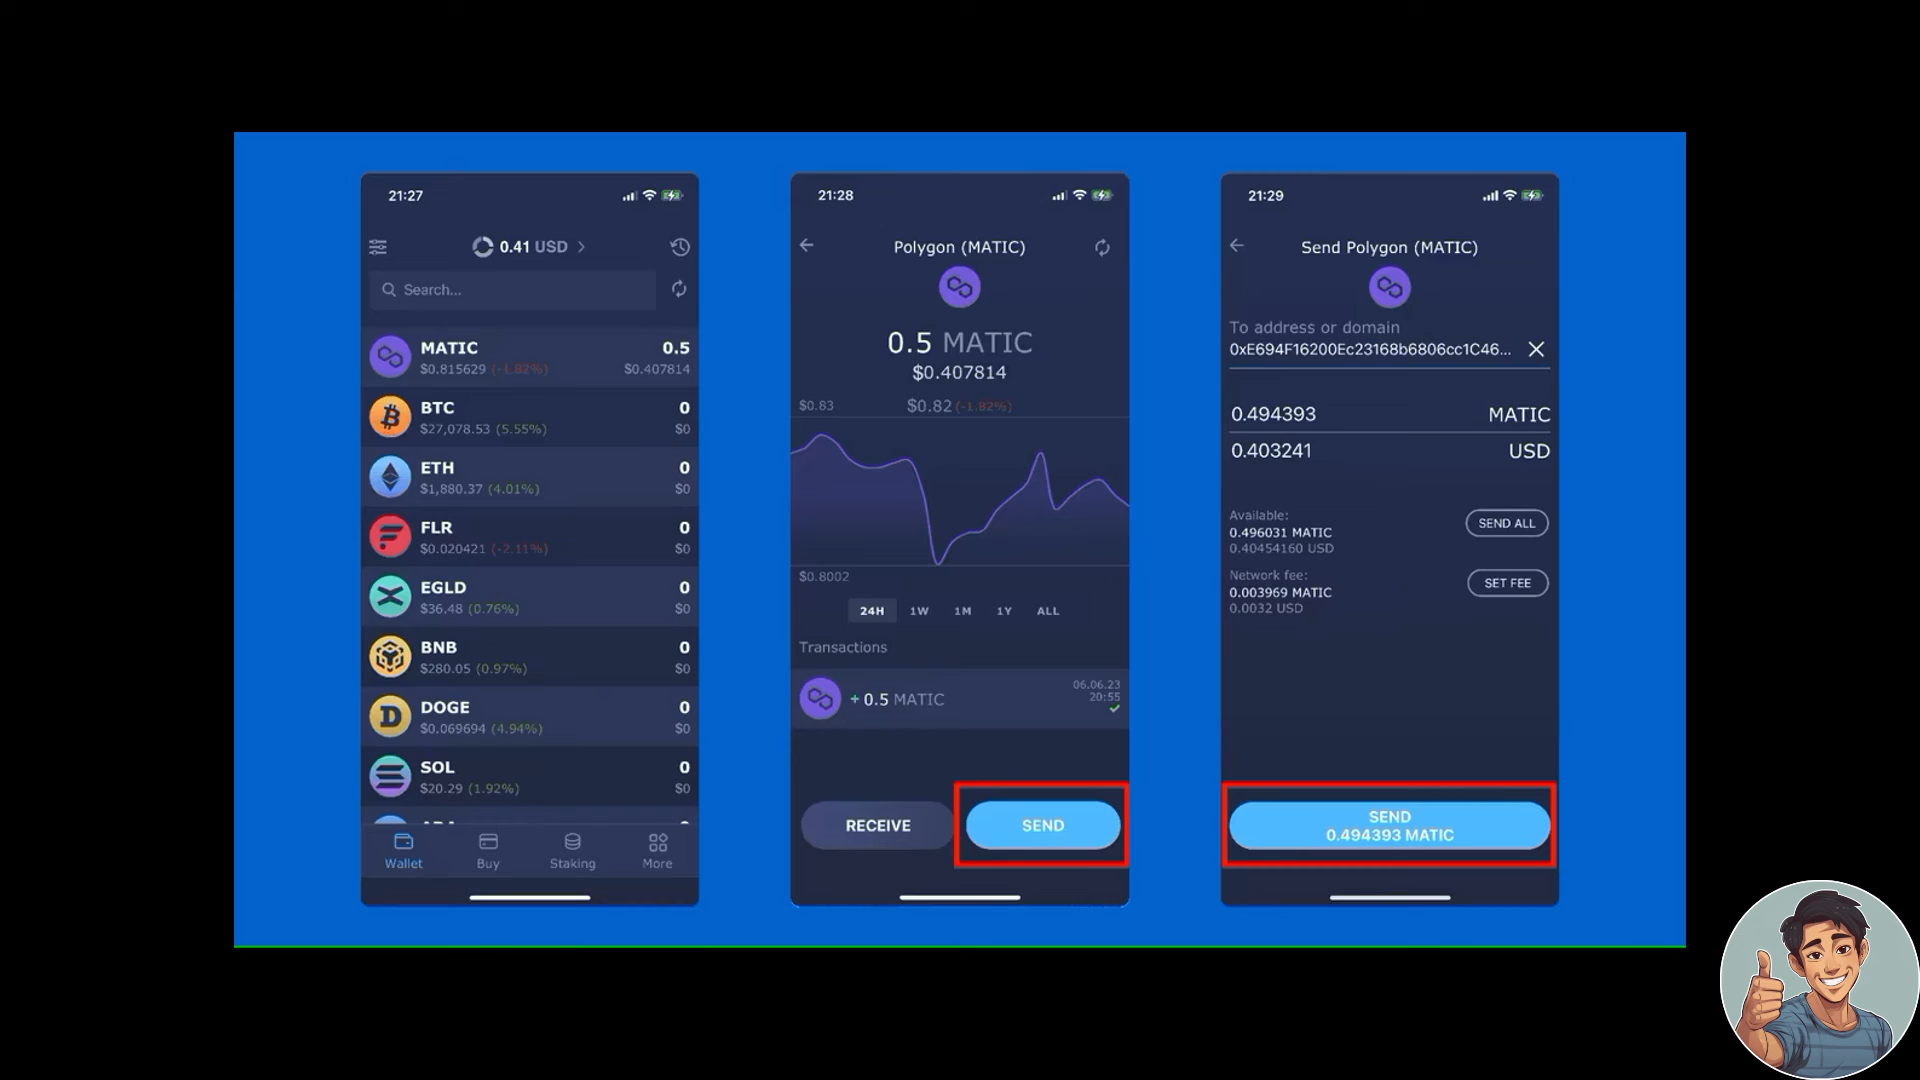 21:27
0.41 USD
Search...
MATIC 0.5
$0.815629 (-1.82%) $0.407814
BTC 0
$27,078.53 (5.55%) $0
ETH 0
$1,880.37 (4.01%) $0
FLR 0
$0.020421 (-2.11%) $0
EGLD 0
$36.48 (0.76%) $0
BNB 0
$280.05 (0.97%) $0
DOGE 0
$0.069694 (4.94%) $0
SOL 0
$20.29 (1.92%) $0
Wallet Buy Staking More
21:28
Polygon (MATIC)
0.5 MATIC
$0.407814
$0.83 $0.82 (-1.82%)
$0.8002
24H 1W 1M 1Y ALL
Transactions
+ 0.5 MATIC 06.06.23
20:55
RECEIVE SEND
21:29
Send Polygon (MATIC)
To address or domain
0xE694F16200Ec23168b6806cc1C46...
0.494393 MATIC
0.403241 USD
Available:
0.496031 MATIC SEND ALL
0.40454160 USD
Network fee:
0.003969 MATIC SET FEE
0.0032 USD
SEND
0.494393 MATIC